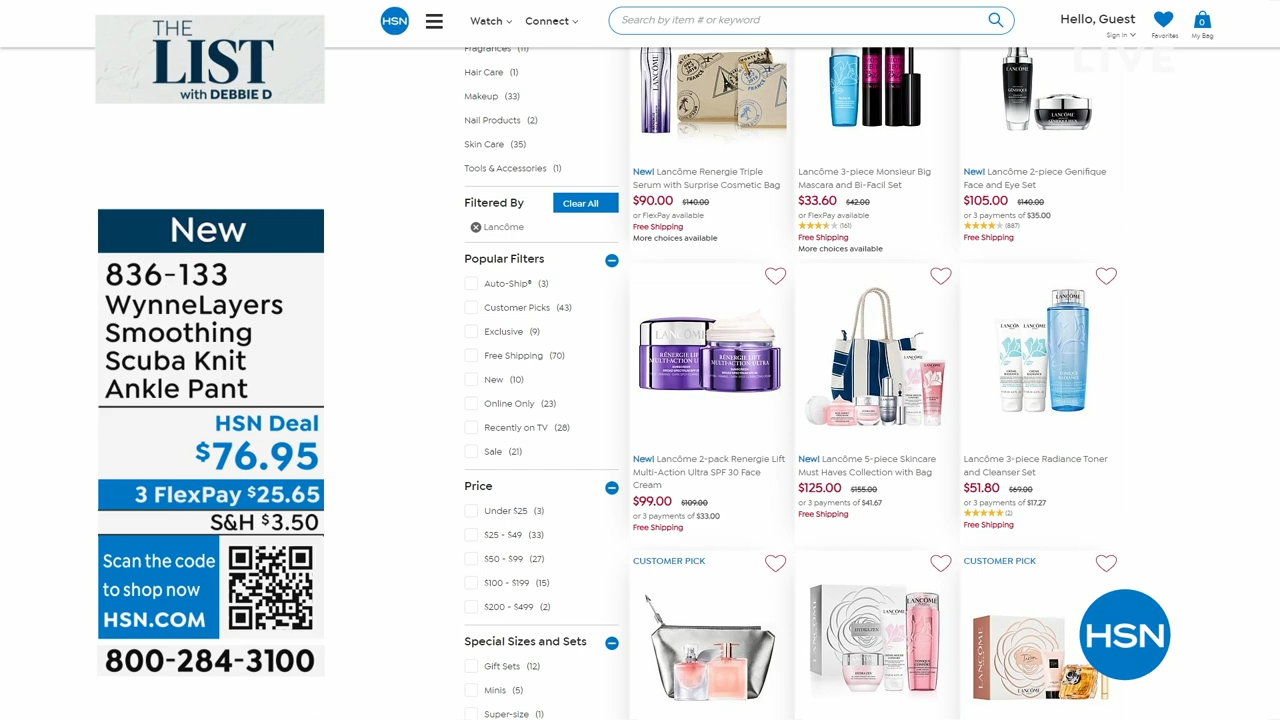 THE
LIST
with DEBBIE D
HSN
Watch
Connect
Search by item # or keyword
Hello, Guest
Sign In
Favorites
0
My Bag
LIVE
New
836-133
WynneLayers
Smoothing
Scuba Knit
Ankle Pant
HSN Deal
$76.95
3 FlexPay $25.65
S&H $3.50
Scan the code
to shop now
HSN.COM
800-284-3100
Fragrances (11)
Hair Care (1)
Makeup (33)
Nail Products (2)
Skin Care (35)
Tools & Accessories (1)
Filtered By
Clear All
Lancôme
Popular Filters
Auto-Ship® (3)
Customer Picks (43)
Exclusive (9)
Free Shipping (70)
New (10)
Online Only (23)
Recently on TV (28)
Sale (21)
Price
Under $25 (3)
$25 - $49 (33)
$50 - $99 (27)
$100 - $199 (15)
$200 - $499 (2)
Special Sizes and Sets
Gift Sets (12)
Minis (5)
Super-size (1)
New! Lancôme Renergie Triple
Serum with Surprise Cosmetic Bag
$90.00 $140.00
or FlexPay available
Free Shipping
More choices available
Lancôme 3-piece Monsieur Big
Mascara and Bi-Facil Set
$33.60 $42.00
or FlexPay available
(161)
Free Shipping
More choices available
New! Lancôme 2-piece Genifique
Face and Eye Set
$105.00 $140.00
or 3 payments of $35.00
(887)
Free Shipping
LANCÔME
RÉNERGIE LIFT
MULTI-ACTION ULTRA
New! Lancôme 2-pack Renergie Lift
Multi-Action Ultra SPF 30 Face
Cream
$99.00 $109.00
or 3 payments of $33.00
Free Shipping
New! Lancôme 5-piece Skincare
Must Haves Collection with Bag
$125.00 $155.00
or 3 payments of $41.67
Free Shipping
Lancôme 3-piece Radiance Toner
and Cleanser Set
$51.80 $69.00
or 3 payments of $17.27
(2)
Free Shipping
CUSTOMER PICK
CUSTOMER PICK
LANCÔME
HYDRA ZEN
LANCÔME
HSN